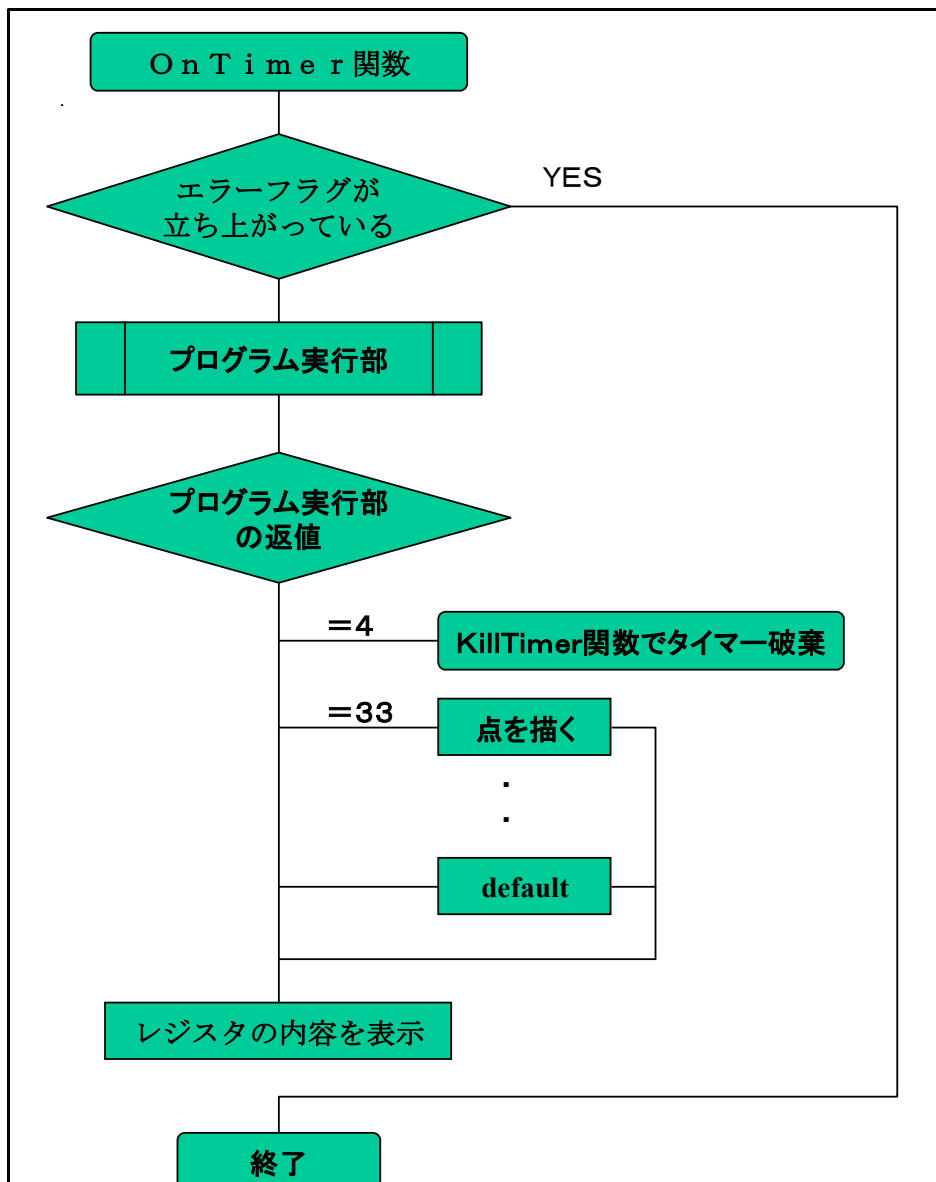 ＯｎＴｉｍｅｒ関数
エラーフラグが
立ち上がっている
YES
プログラム実行部
プログラム実行部
の返値
＝4
KillTimer関数でタイマー破棄
＝33
点を描く
・
・
default
レジスタの内容を表示
終了